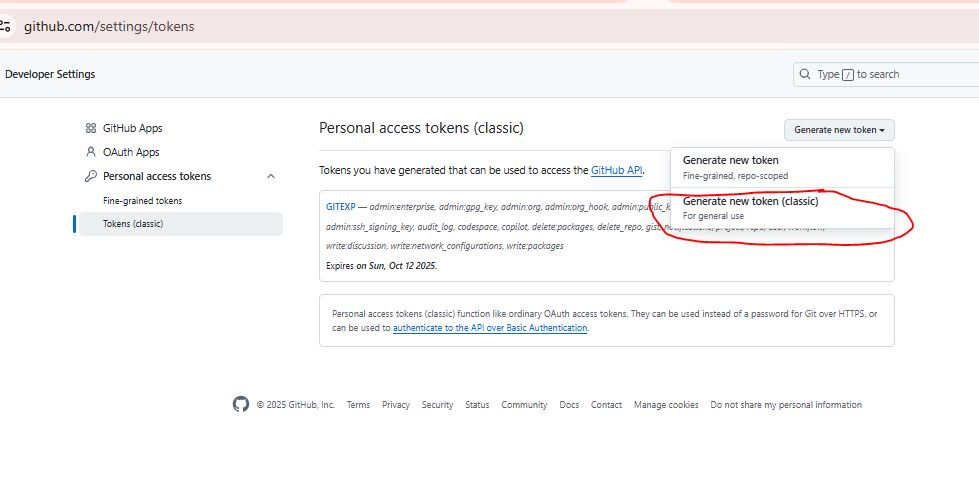 github.com/settings/tokens
Developer Settings
Type / to search
GitHub Apps
OAuth Apps
Personal access tokens
Fine-grained tokens
Tokens (classic)
Personal access tokens (classic)
Generate new token
Generate new token
Fine-grained, repo-scoped
Generate new token (classic)
For general use
Tokens you have generated that can be used to access the GitHub API.
GITEXP — admin:enterprise, admin:gpg_key, admin:org, admin:org_hook, admin:public_k
admin:ssh_signing_key, audit_log, codespace, copilot, delete:packages, delete_repo, gist, notifications, project, repo, user, workflow,
write:discussion, write:network_configurations, write:packages
Expires on Sun, Oct 12 2025.
Personal access tokens (classic) function like ordinary OAuth access tokens. They can be used instead of a password for Git over HTTPS, or
can be used to authenticate to the API over Basic Authentication.
© 2025 GitHub, Inc. Terms Privacy Security Status Community Docs Contact Manage cookies Do not share my personal information